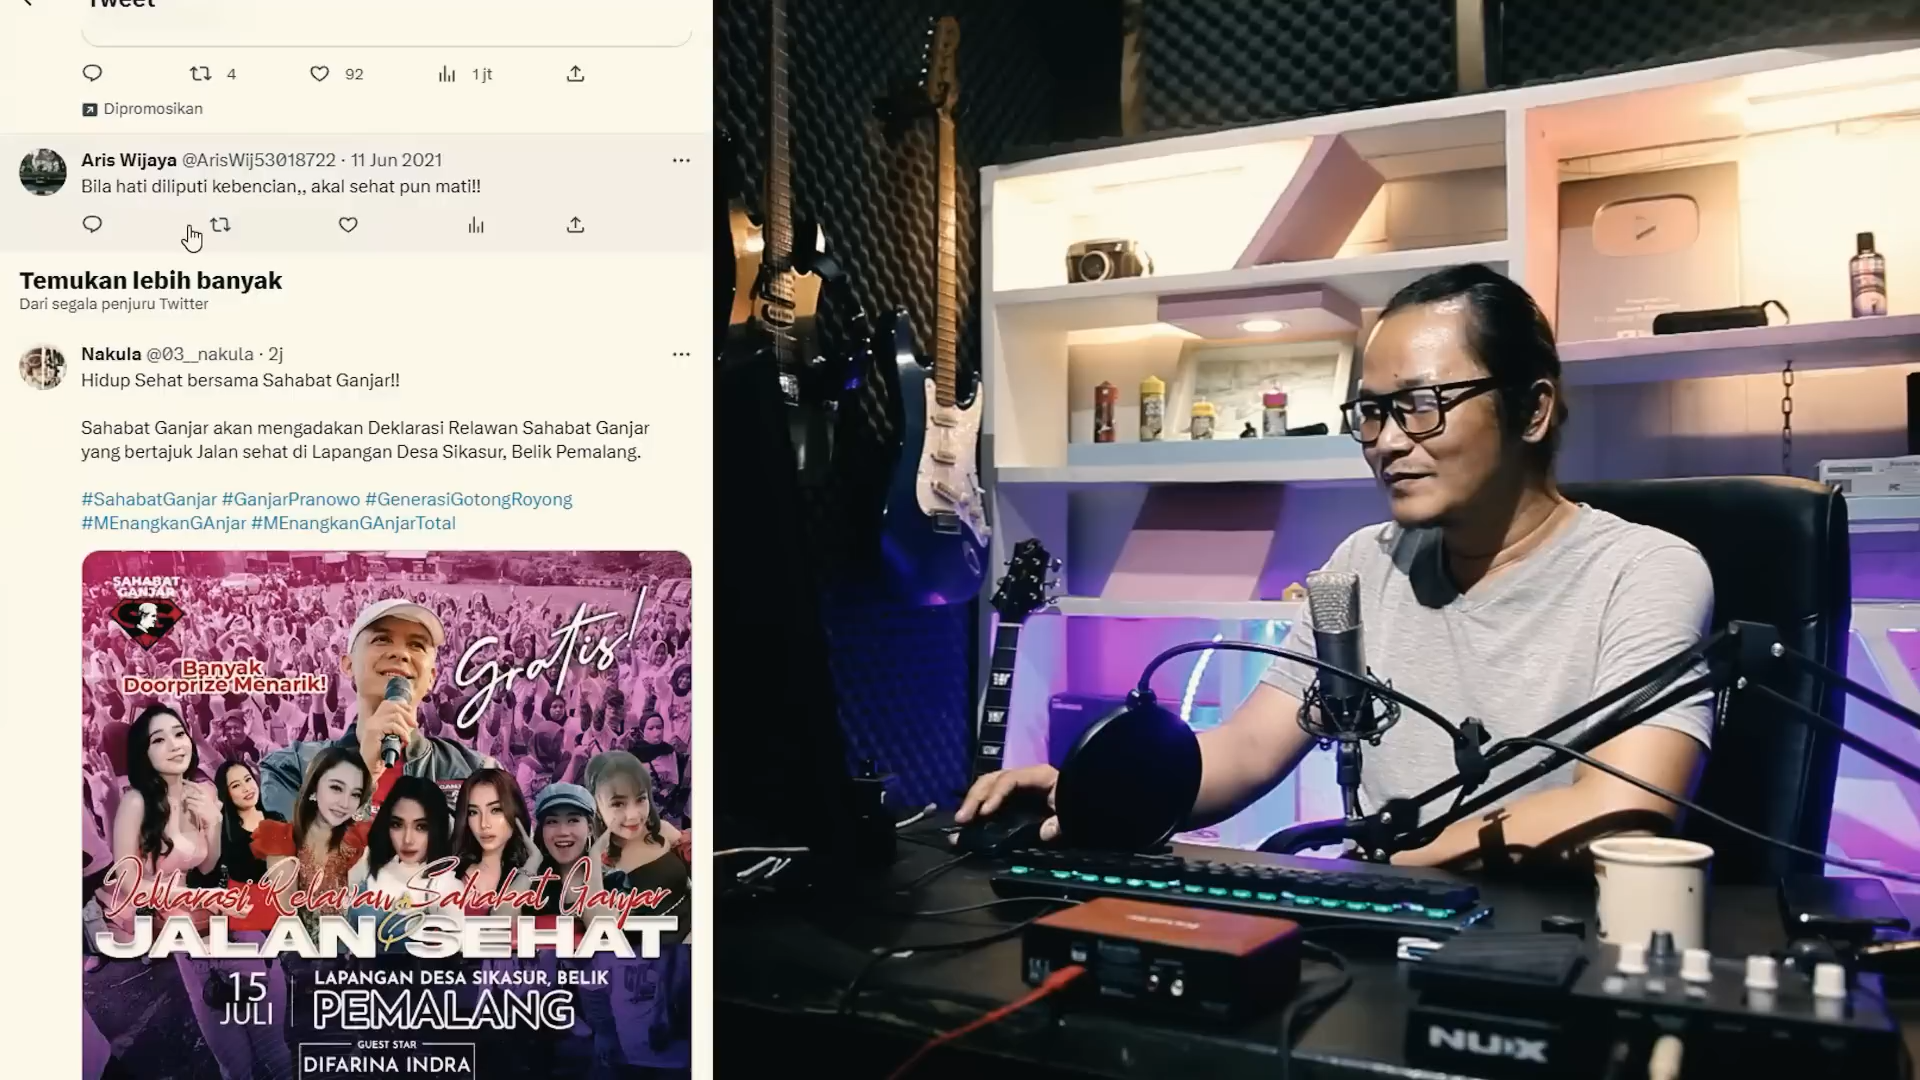 Tweet
4
92
1 jt
Dipromosikan
Aris Wijaya @ArisWij53018722 · 11 Jun 2021
Bila hati diliputi kebencian,, akal sehat pun mati!!
Temukan lebih banyak
Dari segala penjuru Twitter
Nakula @03__nakula · 2j
Hidup Sehat bersama Sahabat Ganjar!!
Sahabat Ganjar akan mengadakan Deklarasi Relawan Sahabat Ganjar
yang bertajuk Jalan sehat di Lapangan Desa Sikasur, Belik Pemalang.
#SahabatGanjar #GanjarPranowo #GenerasiGotongRoyong
#MEnangkanGAnjar #MEnangkanGAnjarTotal
SAHABAT
GANJAR
Gratis!
Banyak
Doorprize Menarik!
Deklarasi Relawan Sahabat Ganjar
JALAN SEHAT
15
JULI
LAPANGAN DESA SIKASUR, BELIK
PEMALANG
GUEST STAR
DIFARINA INDRA
NUX